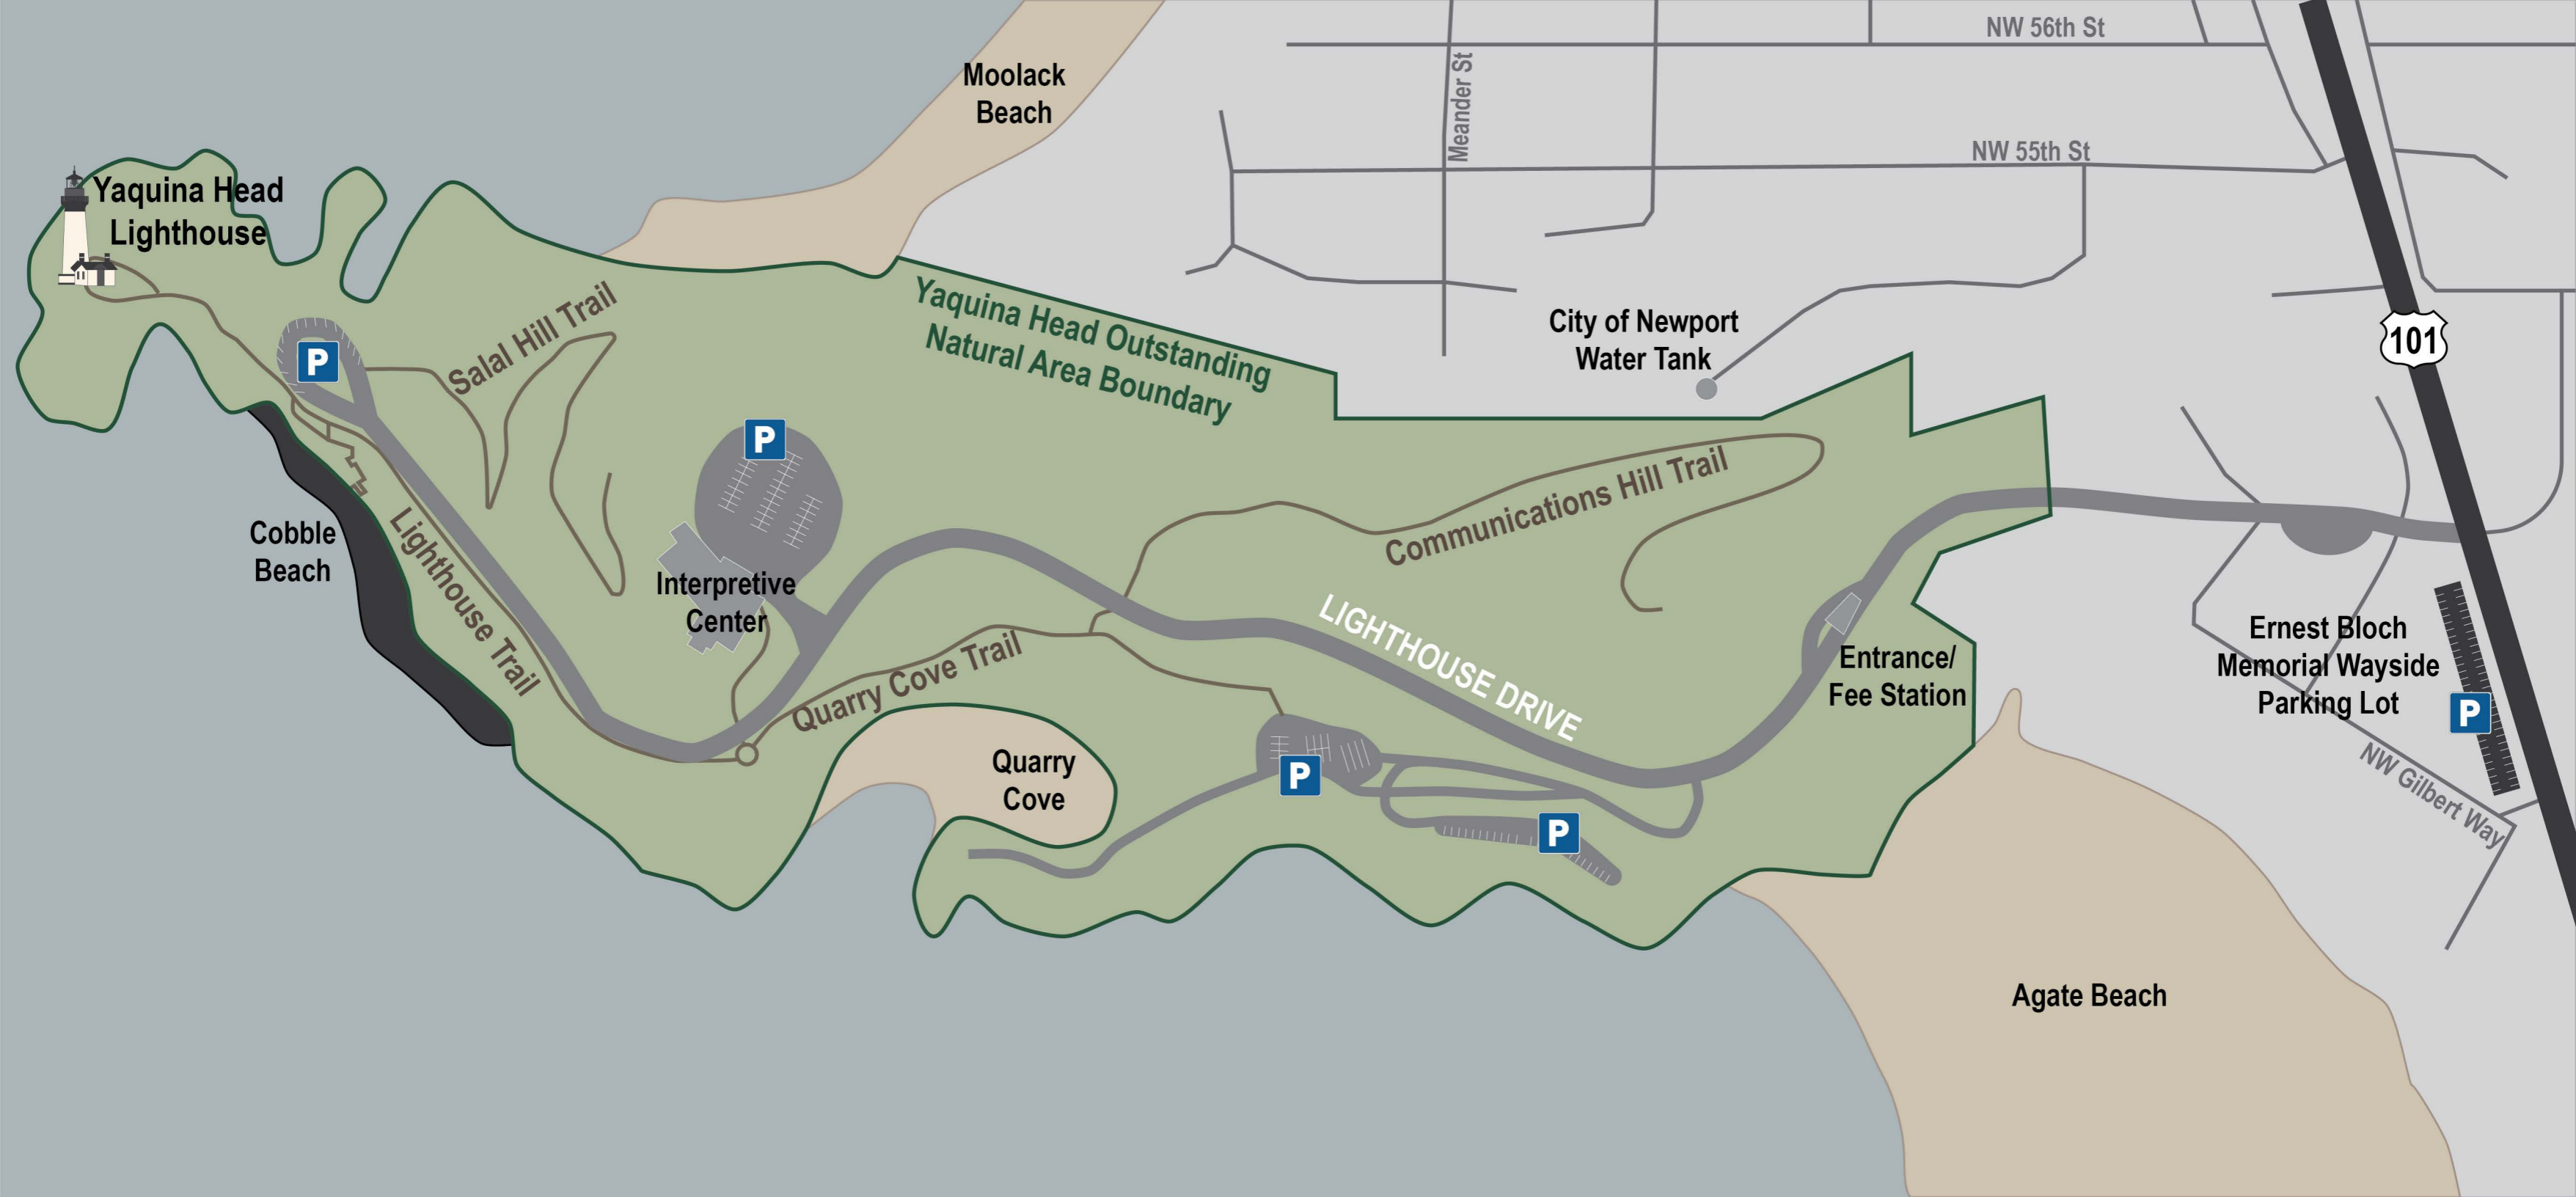 NW 56th St
Moolack
Beach
Meander St
NW 55th St
Yaquina Head
Lighthouse
Salal Hill Trail
Yaquina Head Outstanding
Natural Area Boundary
City of Newport
Water Tank
101
P
P
Communications Hill Trail
Cobble
Beach
Lighthouse Trail
Interpretive
Center
LIGHTHOUSE DRIVE
Quarry Cove Trail
Entrance/
Fee Station
Ernest Bloch
Memorial Wayside
Parking Lot
P
Quarry
Cove
P
P
NW Gilbert Way
Agate Beach